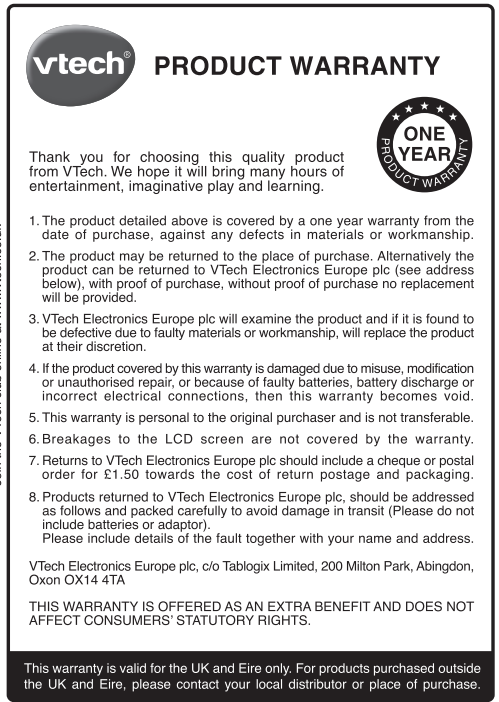 vtech®
PRODUCT WARRANTY
ONE
YEAR
PRODUCT WARRANTY
Thank you for choosing this quality product
from VTech. We hope it will bring many hours of
entertainment, imaginative play and learning.
1. The product detailed above is covered by a one year warranty from the
date of purchase, against any defects in materials or workmanship.
2. The product may be returned to the place of purchase. Alternatively the
product can be returned to VTech Electronics Europe plc (see address
below), with proof of purchase, without proof of purchase no replacement
will be provided.
3. VTech Electronics Europe plc will examine the product and if it is found to
be defective due to faulty materials or workmanship, will replace the product
at their discretion.
4. If the product covered by this warranty is damaged due to misuse, modification
or unauthorised repair, or because of faulty batteries, battery discharge or
incorrect electrical connections, then this warranty becomes void.
5. This warranty is personal to the original purchaser and is not transferable.
6. Breakages to the LCD screen are not covered by the warranty.
7. Returns to VTech Electronics Europe plc should include a cheque or postal
order for £1.50 towards the cost of return postage and packaging.
8. Products returned to VTech Electronics Europe plc, should be addressed
as follows and packed carefully to avoid damage in transit (Please do not
include batteries or adaptor).
Please include details of the fault together with your name and address.
VTech Electronics Europe plc, c/o Tablogix Limited, 200 Milton Park, Abingdon,
Oxon OX14 4TA
THIS WARRANTY IS OFFERED AS AN EXTRA BENEFIT AND DOES NOT
AFFECT CONSUMERS' STATUTORY RIGHTS.
This warranty is valid for the UK and Eire only. For products purchased outside
the UK and Eire, please contact your local distributor or place of purchase.